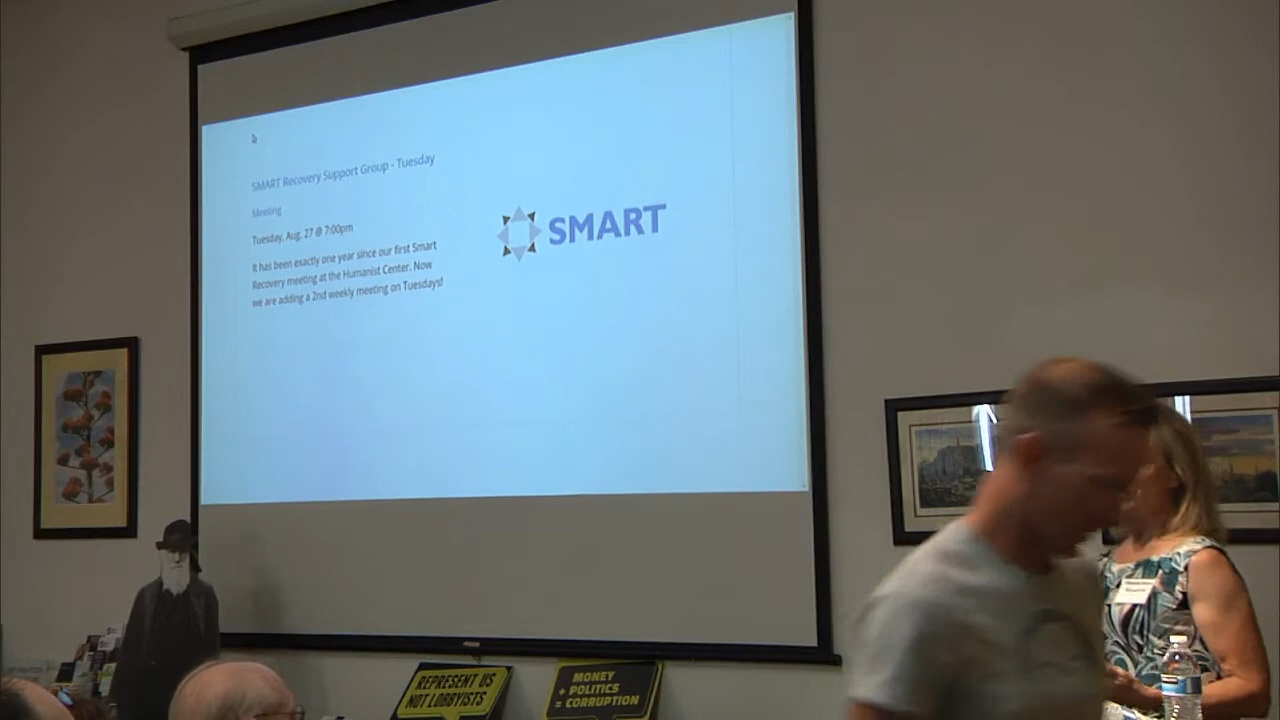 SMART Recovery Support Group - Tuesday
Meeting
Tuesday, Aug. 27 @ 7:00pm
It has been exactly one year since our first Smart
Recovery meeting at the Humanist Center. Now
we are adding a 2nd weekly meeting on Tuesdays!
SMART
REPRESENT US
NOT LOBBYISTS
MONEY
+ POLITICS
= CORRUPTION